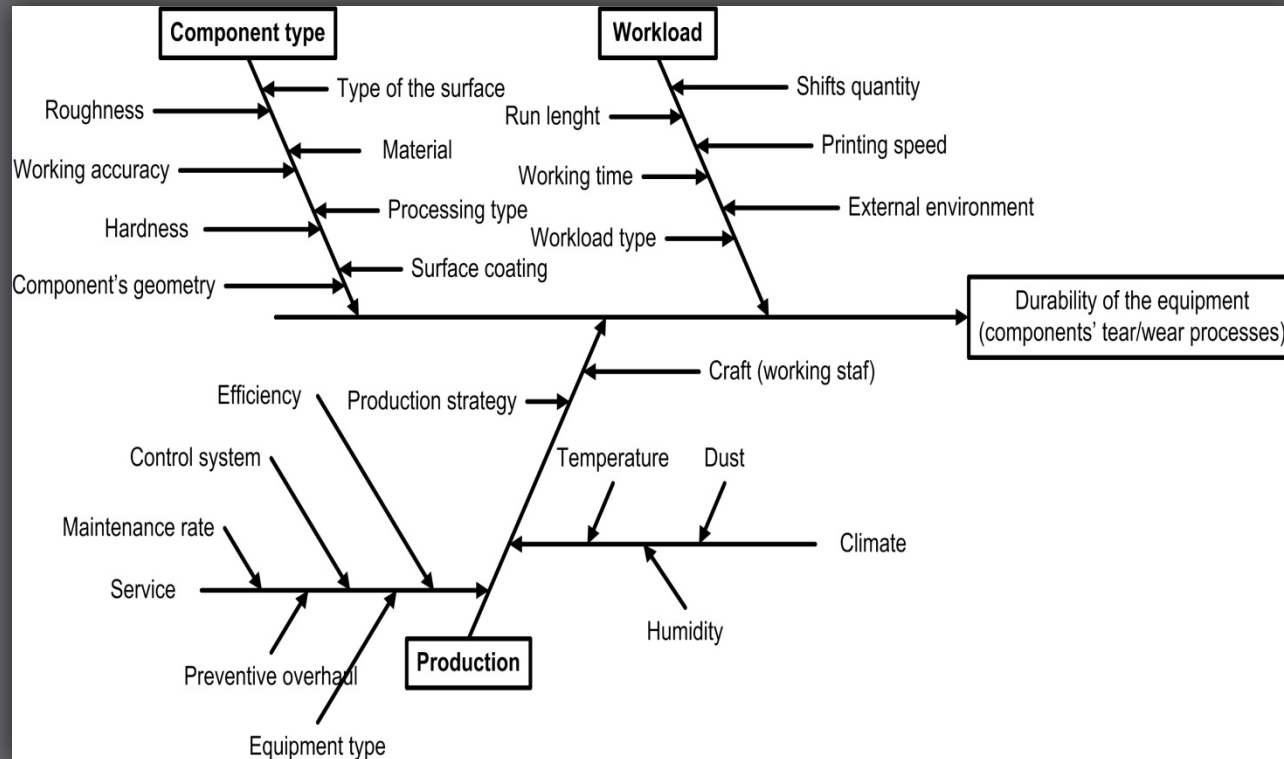 Component type
Workload
Type of the surface
Shifts quantity
Roughness
Run lenght
Material
Printing speed
Working accuracy
Working time
Processing type
External environment
Hardness
Workload type
Surface coating
Component's geometry
Durability of the equipment
(components' tear/wear processes)
Craft (working staf)
Efficiency
Production strategy
Control system
Temperature
Dust
Maintenance rate
Climate
Service
Humidity
Production
Preventive overhaul
Equipment type